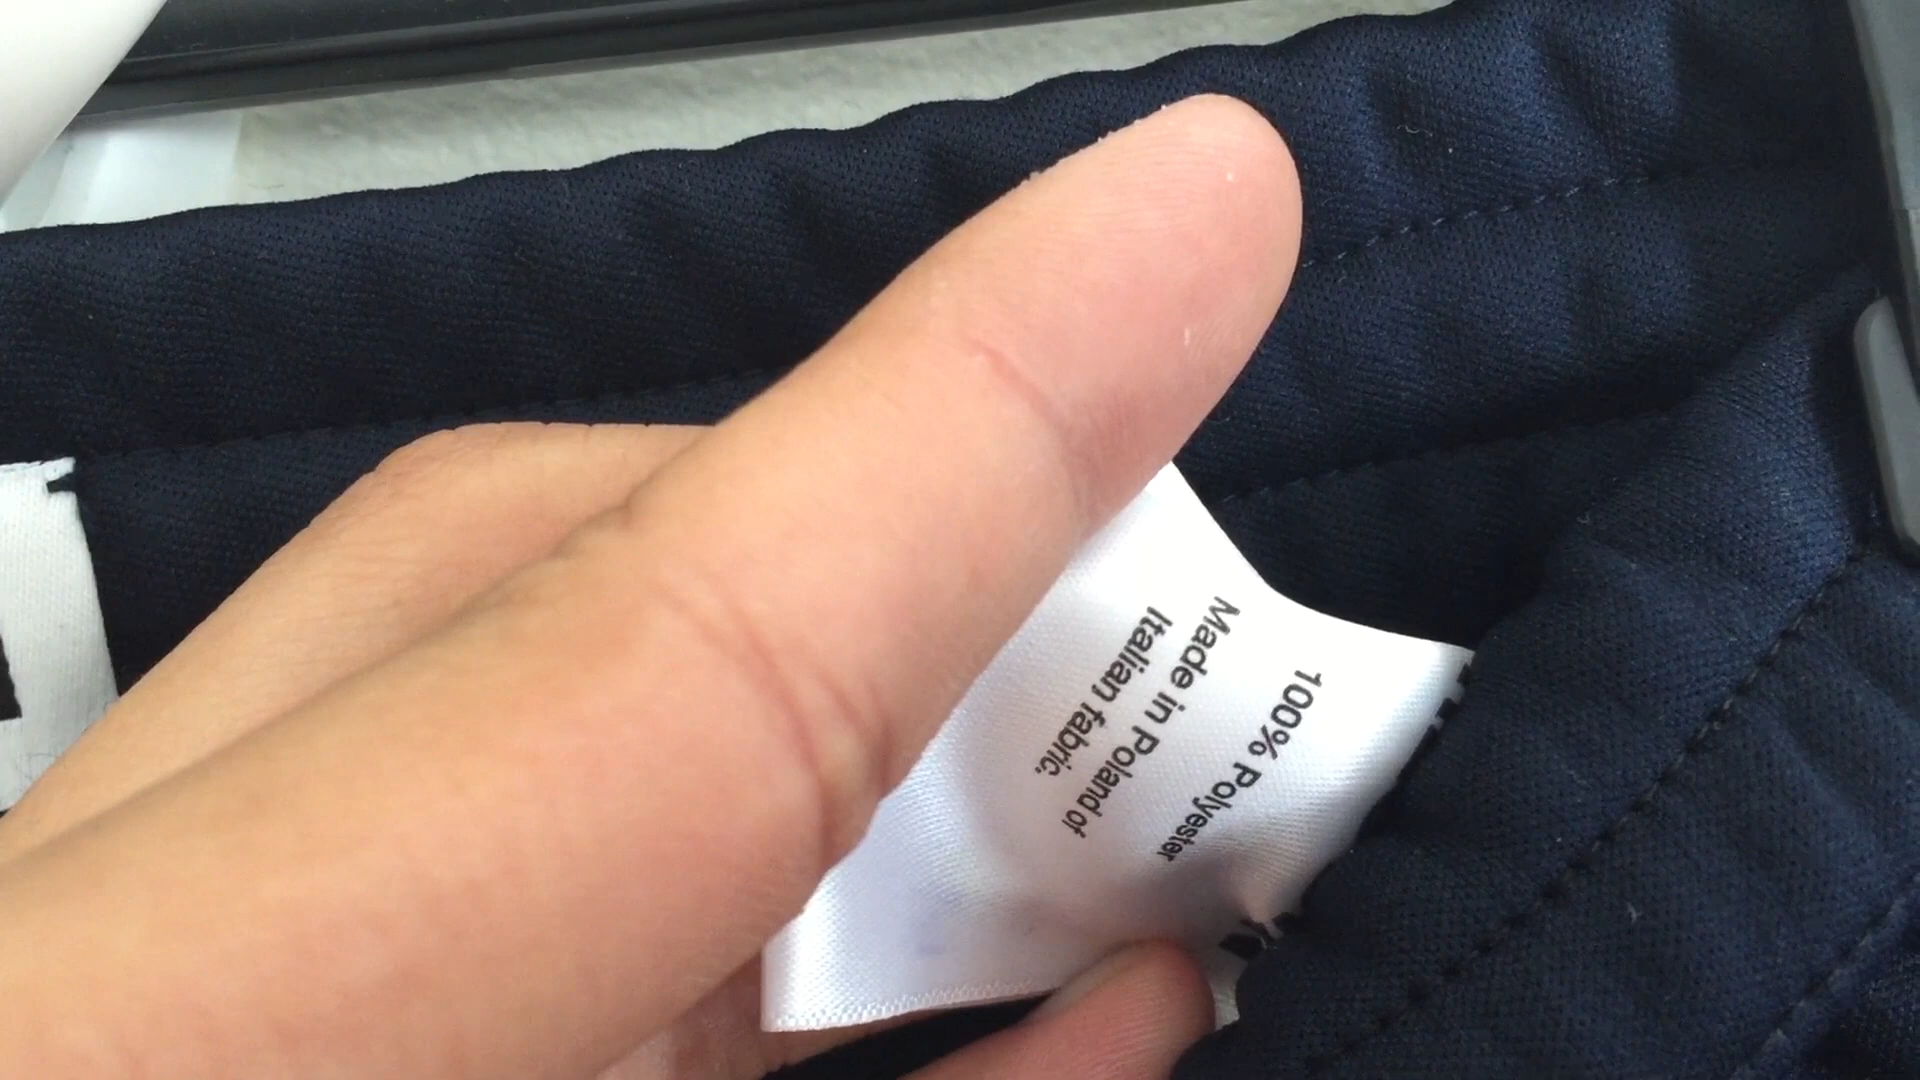 100% Polyester
Made in Poland of
Italian fabric.